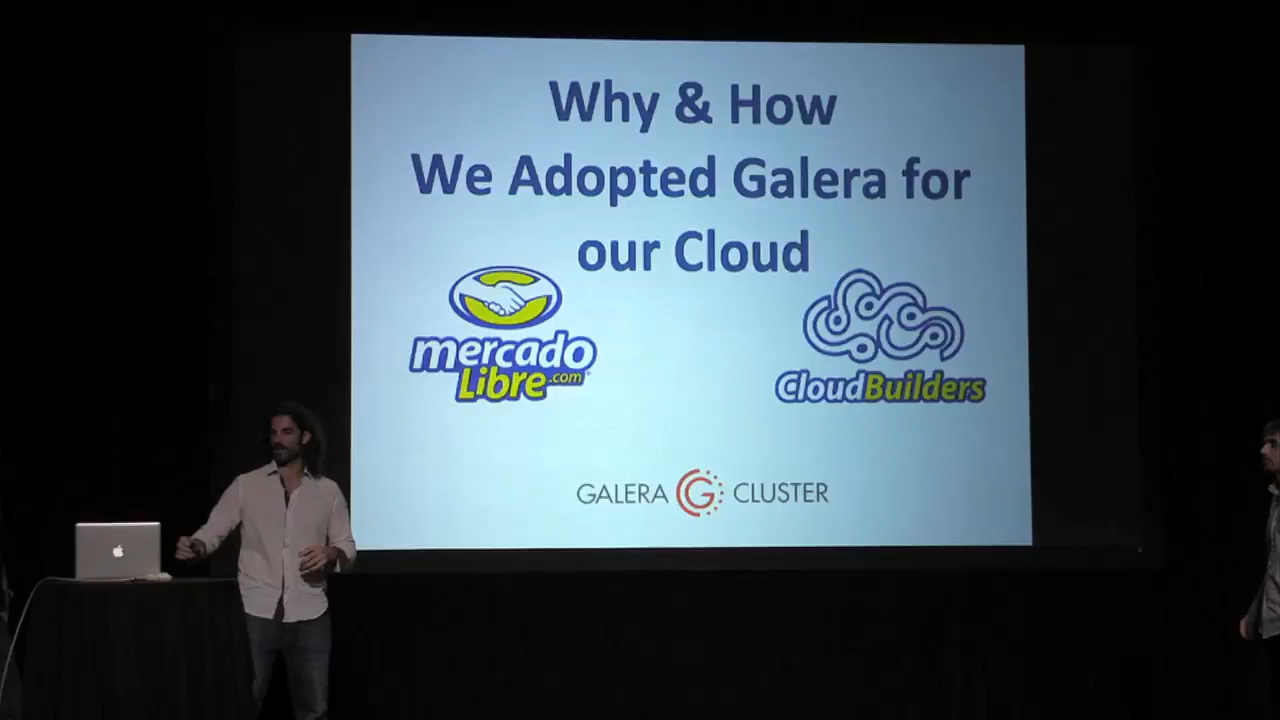 Why & How
We Adopted Galera for
our Cloud
mercado
Libre.com
CloudBuilders
GALERA G CLUSTER